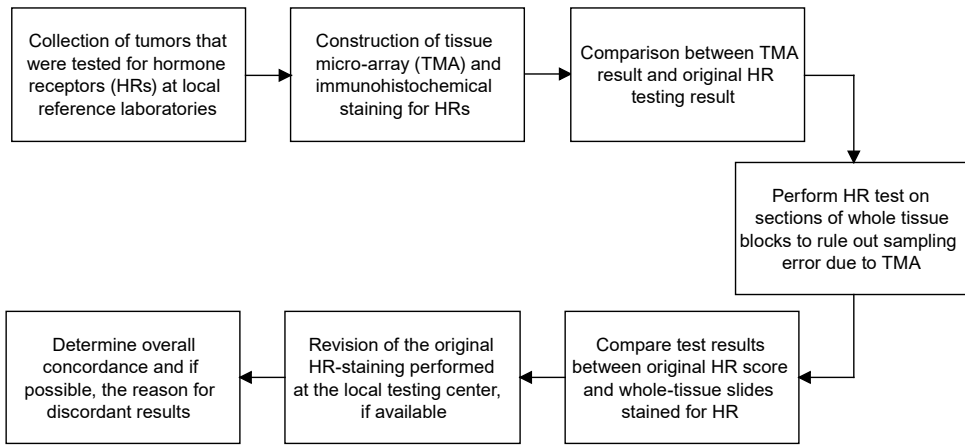 Collection of tumors that
were tested for hormone
receptors (HRs) at local
reference laboratories
Construction of tissue
micro-array (TMA) and
immunohistochemical
staining for HRs
Comparison between TMA
result and original HR
testing result
Perform HR test on
sections of whole tissue
blocks to rule out sampling
error due to TMA
Compare test results
between original HR score
and whole-tissue slides
stained for HR
Revision of the original
HR-staining performed
at the local testing center,
if available
Determine overall
concordance and if
possible, the reason for
discordant results